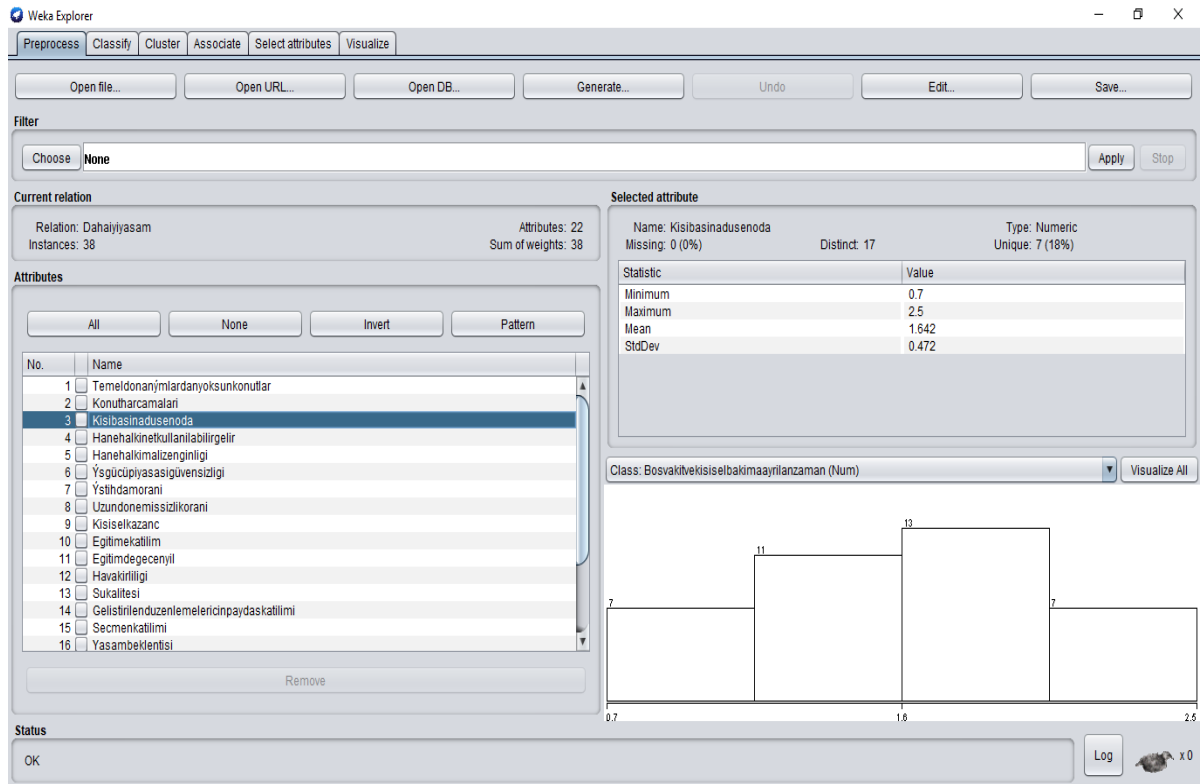 Weka Explorer
Preprocess Classify Cluster Associate Select attributes Visualize
Open file... Open URL... Open DB... Generate... Undo Edit... Save...
Filter
Choose None Apply Stop
Current relation
Relation: Dahaiyiyasam Attributes: 22
Instances: 38 Sum of weights: 38
Attributes
All None Invert Pattern
No. Name
1 Temeldonanýmlardanyoksunkonutlar
2 Konutharcamalari
3 Kisibasinadusenoda
4 Hanehalkinetkullanilabilirgelir
5 Hanehalkimalizenginligi
6 Ýsgücüpiyasasigüvensizligi
7 Ýstihdamorani
8 Uzundonemissizlikorani
9 Kisiselkazanc
10 Egitimekatilim
11 Egitimdegecenyil
12 Havakirliligi
13 Sukalitesi
14 Gelistirilenduzenlemelericinpaydaskatilimi
15 Secmenkatilimi
16 Yasambeklentisi
Remove
Selected attribute
Name: Kisibasinadusenoda Type: Numeric
Missing: 0 (0%) Distinct: 17 Unique: 7 (18%)
Statistic Value
Minimum 0.7
Maximum 2.5
Mean 1.642
StdDev 0.472
Class: Bosvakitvekisiselbakimaayrilanzaman (Num) Visualize All
7 11 13 7
0.7 1.6 2.5
Status
OK Log x 0